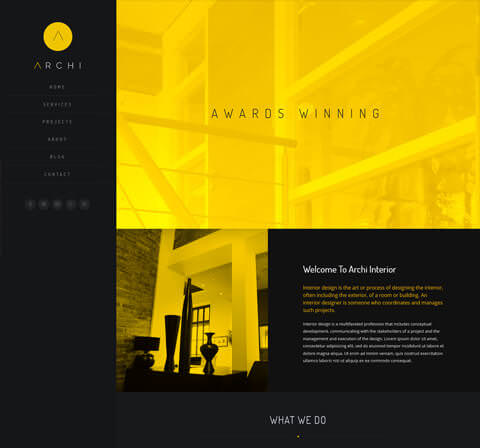 ARCHI
HOME
SERVICES
PROJECTS
ABOUT
BLOG
CONTACT
AWARDS WINNING
Welcome To Archi Interior
Interior design is the art or process of designing the interior,
often including the exterior, of a room or building. An
interior designer is someone who coordinates and manages
such projects.
Interior design is a multifaceted profession that includes conceptual
development, communicating with the stakeholders of a project and the
management and execution of the design. Lorem ipsum dolor sit amet,
consectetur adipiscing elit, sed do eiusmod tempor incididunt ut labore et
dolore magna aliqua. Ut enim ad minim veniam, quis nostrud exercitation
ullamco laboris nisi ut aliquip ex ea commodo consequat.
WHAT WE DO